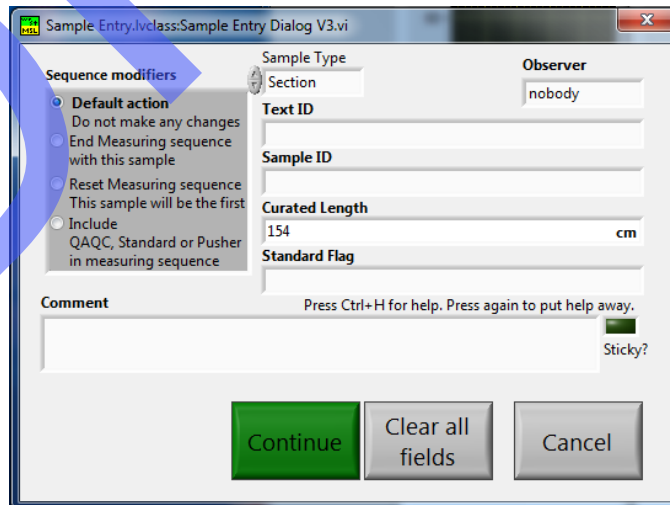 Sample Entry.lvclass:Sample Entry Dialog V3.vi
Sequence modifiers
Default action
Do not make any changes
End Measuring sequence
with this sample
Reset Measuring sequence
This sample will be the first
Include
QAQC, Standard or Pusher
in measuring sequence
Sample Type
Section
Observer
nobody
Text ID
Sample ID
Curated Length
154 cm
Standard Flag
Comment
Press Ctrl+H for help. Press again to put help away.
Sticky?
Continue
Clear all
fields
Cancel